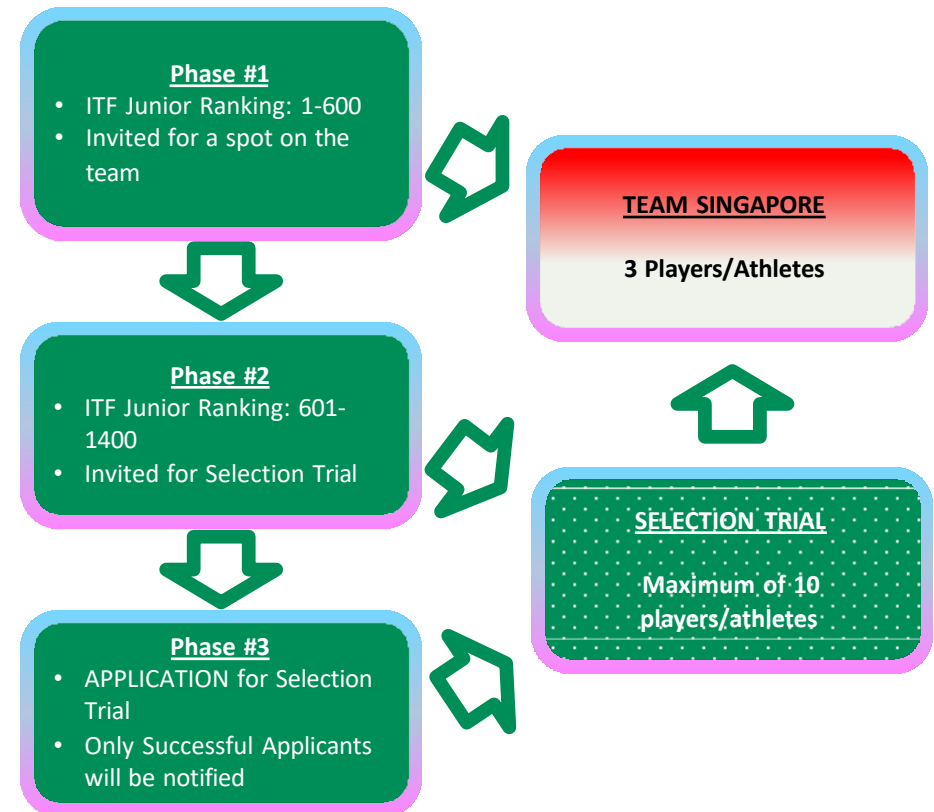 Phase #1
• ITF Junior Ranking: 1-600
• Invited for a spot on the
team
TEAM SINGAPORE
3 Players/Athletes
Phase #2
• ITF Junior Ranking: 601-
1400
• Invited for Selection Trial
SELECTION TRIAL
Maximum of 10
players/athletes
Phase #3
• APPLICATION for Selection
Trial
• Only Successful Applicants
will be notified